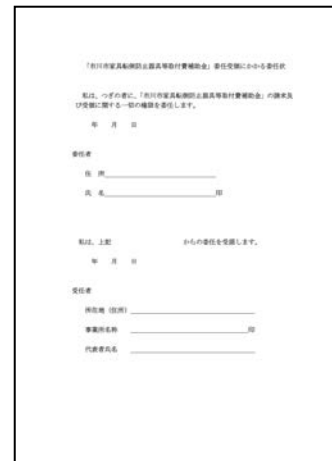 「市川市家具転倒防止器具等取付費補助金」委任受領にかかる委任状
私は、つぎの者に、「市川市家具転倒防止器具等取付費補助金」の請求及
び受領に関する一切の権限を委任します。
年 月 日
委任者
住 所
氏 名 印
私は、上記 からの委任を受諾します。
年 月 日
受任者
所在地（住所）
事業所名称 印
代表者氏名